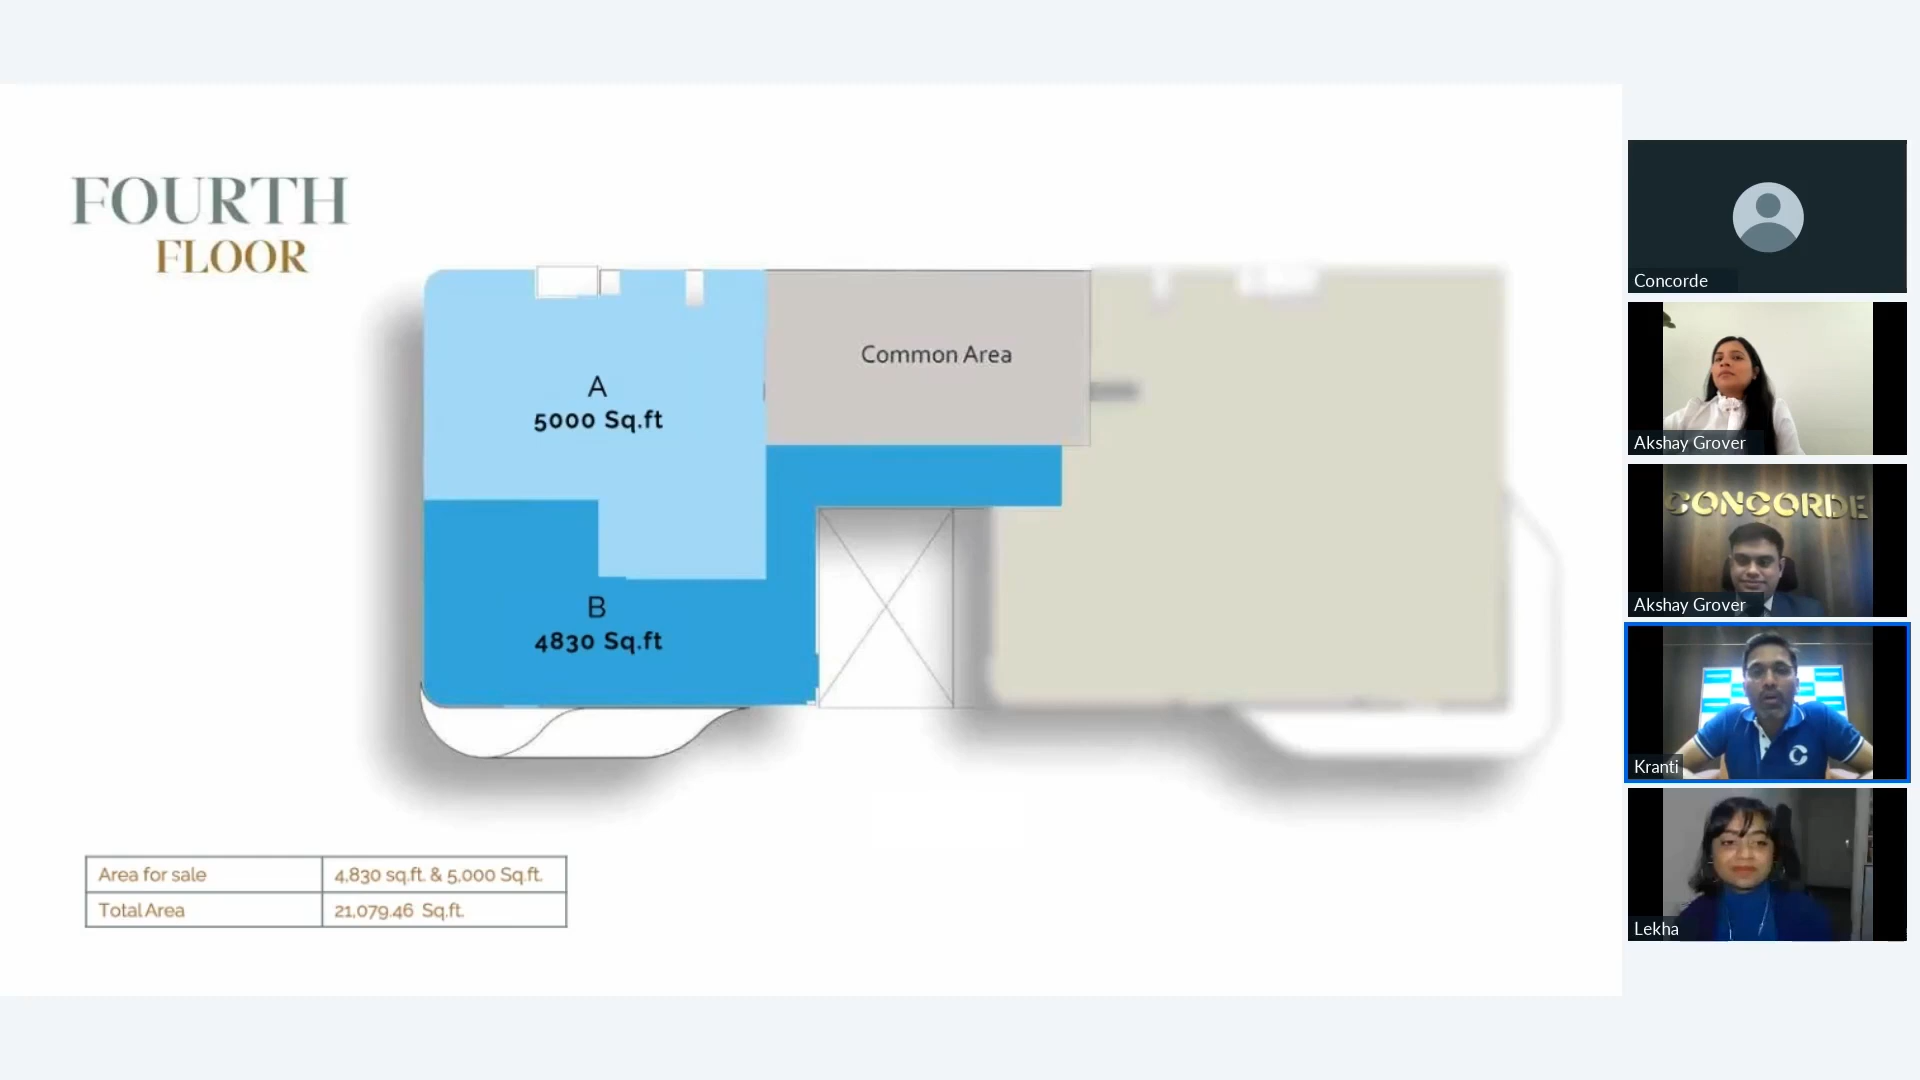 FOURTH
FLOOR
A
5000 Sq.ft
Common Area
B
4830 Sq.ft
Area for sale
4,830 sq.ft. & 5,000 Sq.ft.
Total Area
21,079.46 Sq.ft.
Concorde
Akshay Grover
CONCORDE
Akshay Grover
Kranti
Lekha